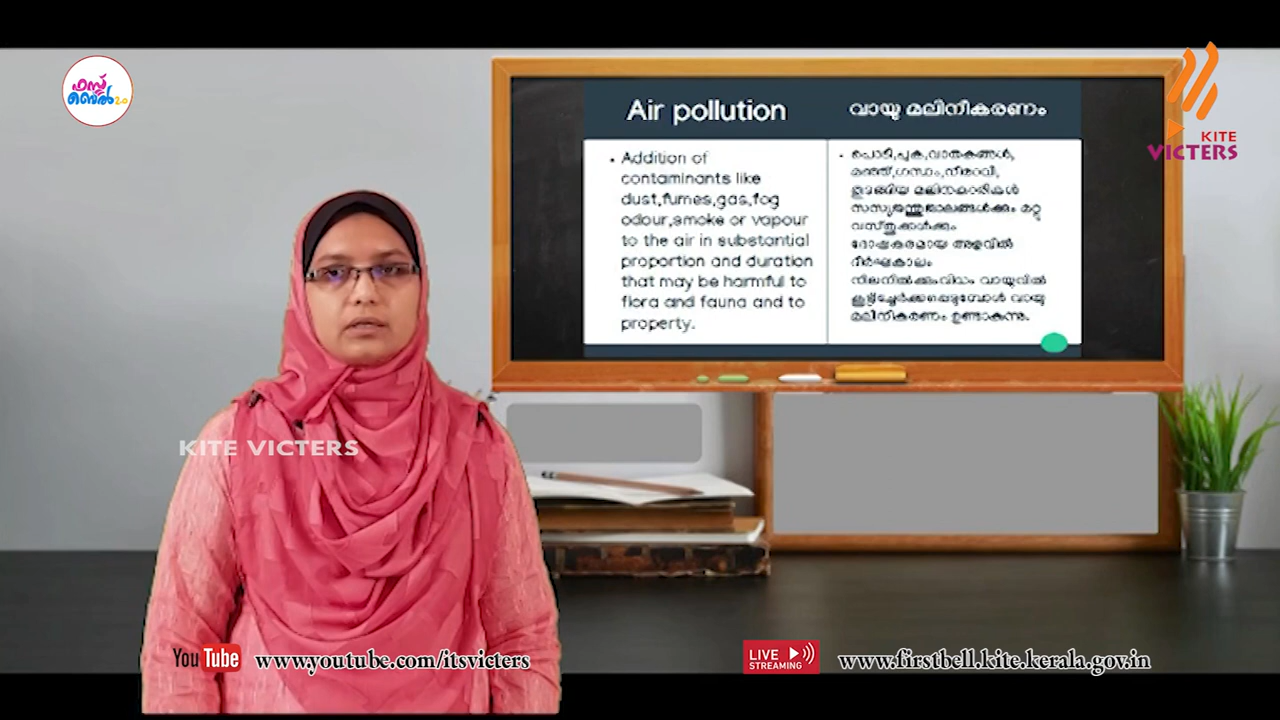 ഫസ്റ്റ്
ബെൽ 2.0
KITE
VICTERS
Air pollution
വായു മലിനീകരണം
• Addition of
contaminants like
dust,fumes,gas,fog
odour,smoke or vapour
to the air in substantial
proportion and duration
that may be harmful to
flora and fauna and to
property.
• പൊടി,പുക,വാതകങ്ങൾ,
മഞ്ഞ്,ഗന്ധം,നീരാവി,
തുടങ്ങിയ മലിനകാരികൾ
സസ്യജന്തുജാലങ്ങൾക്കും മറ്റു
വസ്തുക്കൾക്കും
ദോഷകരമായ അളവിൽ
ദീർഘകാലം
നിലനിൽക്കുംവിധം വായുവിൽ
കൂട്ടിച്ചേർക്കപ്പെടുമ്പോൾ വായു
മലിനീകരണം ഉണ്ടാകുന്നു.
KITE VICTERS
YouTube www.youtube.com/itsvicters
LIVE
STREAMING
www.firstbell.kite.kerala.gov.in